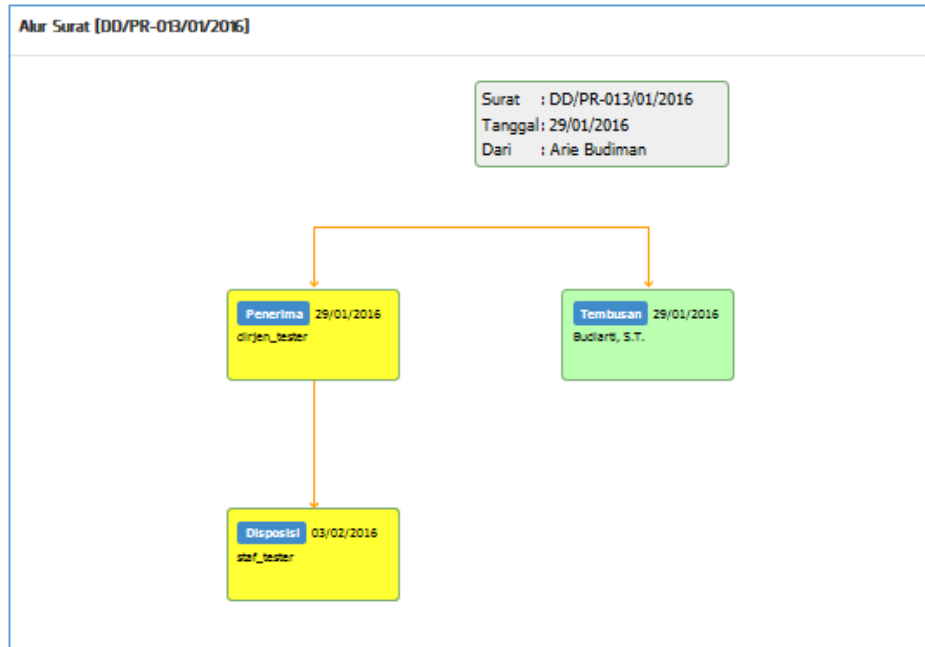 Alur Surat [DD/PR-013/01/2016]
Surat : DD/PR-013/01/2016
Tanggal : 29/01/2016
Dari : Arie Budiman
Penerima 29/01/2016
dirjen_tester
Tembusan 29/01/2016
Budiarti, S.T.
Disposisi 03/02/2016
staf_tester